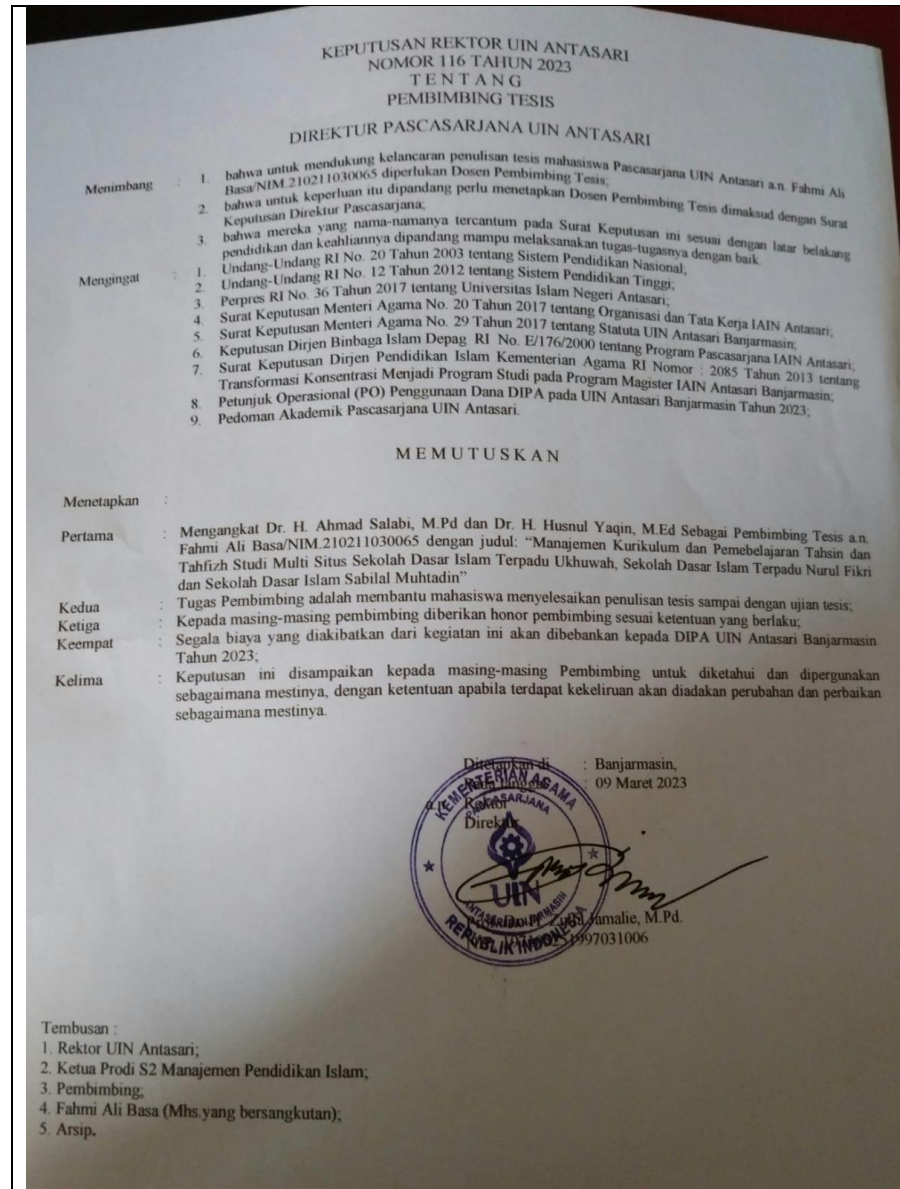 KEPUTUSAN REKTOR UIN ANTASARI
NOMOR 116 TAHUN 2023
T E N T A N G
PEMBIMBING TESIS
DIREKTUR PASCASARJANA UIN ANTASARI
Menimbang : 1. bahwa untuk mendukung kelancaran penulisan tesis mahasiswa Pascasarjana UIN Antasari a.n. Fahmi Ali
Basa/NIM.210211030065 diperlukan Dosen Pembimbing Tesis;
2. bahwa untuk keperluan itu dipandang perlu menetapkan Dosen Pembimbing Tesis dimaksud dengan Surat
Keputusan Direktur Pascasarjana;
3. bahwa mereka yang nama-namanya tercantum pada Surat Keputusan ini sesuai dengan latar belakang
pendidikan dan keahliannya dipandang mampu melaksanakan tugas-tugasnya dengan baik.
Mengingat : 1. Undang-Undang RI No. 20 Tahun 2003 tentang Sistem Pendidikan Nasional;
2. Undang-Undang RI No. 12 Tahun 2012 tentang Sistem Pendidikan Tinggi;
3. Perpres RI No. 36 Tahun 2017 tentang Universitas Islam Negeri Antasari;
4. Surat Keputusan Menteri Agama No. 20 Tahun 2017 tentang Organisasi dan Tata Kerja IAIN Antasari;
5. Surat Keputusan Menteri Agama No. 29 Tahun 2017 tentang Statuta UIN Antasari Banjarmasin;
6. Keputusan Dirjen Binbaga Islam Depag RI No. E/176/2000 tentang Program Pascasarjana IAIN Antasari;
7. Surat Keputusan Dirjen Pendidikan Islam Kementerian Agama RI Nomor : 2085 Tahun 2013 tentang
Transformasi Konsentrasi Menjadi Program Studi pada Program Magister IAIN Antasari Banjarmasin;
8. Petunjuk Operasional (PO) Penggunaan Dana DIPA pada UIN Antasari Banjarmasin Tahun 2023;
9. Pedoman Akademik Pascasarjana UIN Antasari.
M E M U T U S K A N
Menetapkan :
Pertama : Mengangkat Dr. H. Ahmad Salabi, M.Pd dan Dr. H. Husnul Yaqin, M.Ed Sebagai Pembimbing Tesis a.n.
Fahmi Ali Basa/NIM.210211030065 dengan judul: “Manajemen Kurikulum dan Pemebelajaran Tahsin dan
Tahfizh Studi Multi Situs Sekolah Dasar Islam Terpadu Ukhuwah, Sekolah Dasar Islam Terpadu Nurul Fikri
dan Sekolah Dasar Islam Sabilal Muhtadin”
Kedua : Tugas Pembimbing adalah membantu mahasiswa menyelesaikan penulisan tesis sampai dengan ujian tesis;
Ketiga : Kepada masing-masing pembimbing diberikan honor pembimbing sesuai ketentuan yang berlaku;
Keempat : Segala biaya yang diakibatkan dari kegiatan ini akan dibebankan kepada DIPA UIN Antasari Banjarmasin
Tahun 2023;
Kelima : Keputusan ini disampaikan kepada masing-masing Pembimbing untuk diketahui dan dipergunakan
sebagaimana mestinya, dengan ketentuan apabila terdapat kekeliruan akan diadakan perubahan dan perbaikan
sebagaimana mestinya.
Ditetapkan di : Banjarmasin,
Pada tanggal : 09 Maret 2023
Rektor
Direktur
KEMENTERIAN AGAMA
PASCASARJANA
UIN
ANTASARI BANJARMASIN
REPUBLIK INDONESIA
Jamalie, M.Pd.
Tembusan :
1. Rektor UIN Antasari;
2. Ketua Prodi S2 Manajemen Pendidikan Islam;
3. Pembimbing;
4. Fahmi Ali Basa (Mhs.yang bersangkutan);
5. Arsip.